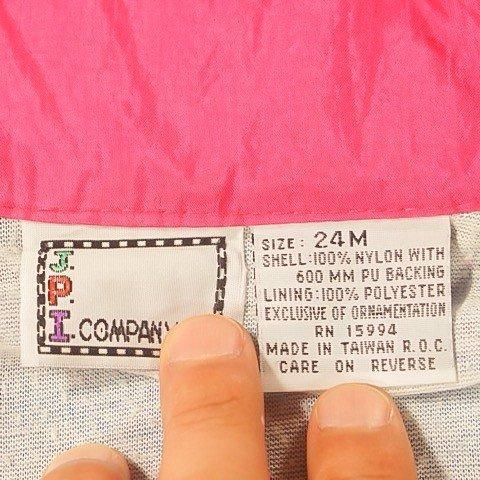 J.
P.
I. COMPANY
SIZE: 24M
SHELL:100% NYLON WITH
600 MM PU BACKING
LINING:100% POLYESTER
EXCLUSIVE OF ORNAMENTATION
RN 15994
MADE IN TAIWAN R.O.C.
CARE ON REVERSE